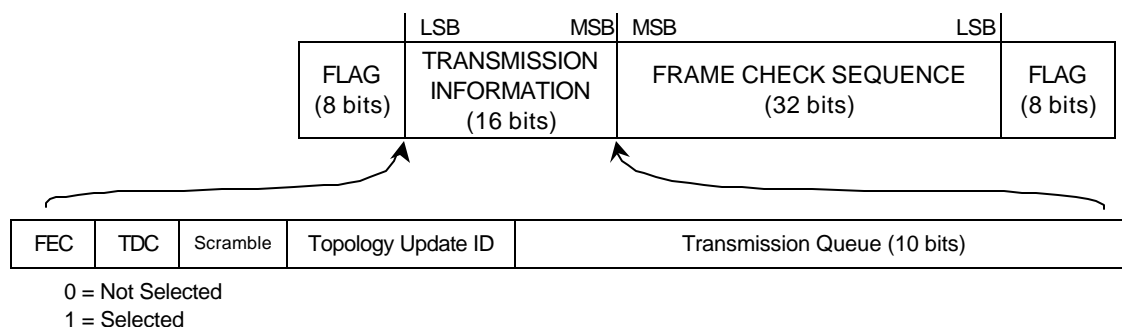 LSB MSB MSB LSB
FLAG
(8 bits)
TRANSMISSION
INFORMATION
(16 bits)
FRAME CHECK SEQUENCE
(32 bits)
FLAG
(8 bits)
FEC TDC Scramble Topology Update ID Transmission Queue (10 bits)
0 = Not Selected
1 = Selected